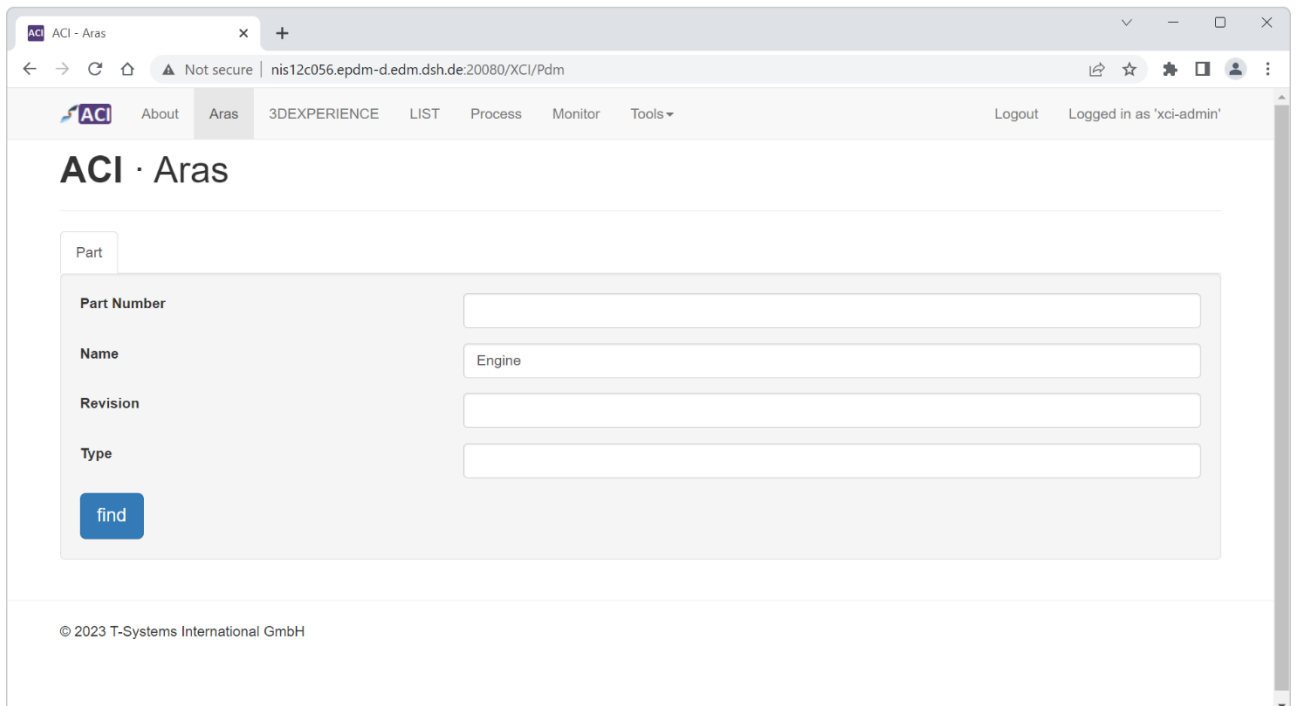 ACI ACI - Aras
Not secure nis12c056.epdm-d.edm.dsh.de:20080/XCI/Pdm
ACI About Aras 3DEXPERIENCE LIST Process Monitor Tools Logout Logged in as 'xci-admin'
ACI · Aras
Part
Part Number
Name Engine
Revision
Type
find
© 2023 T-Systems International GmbH